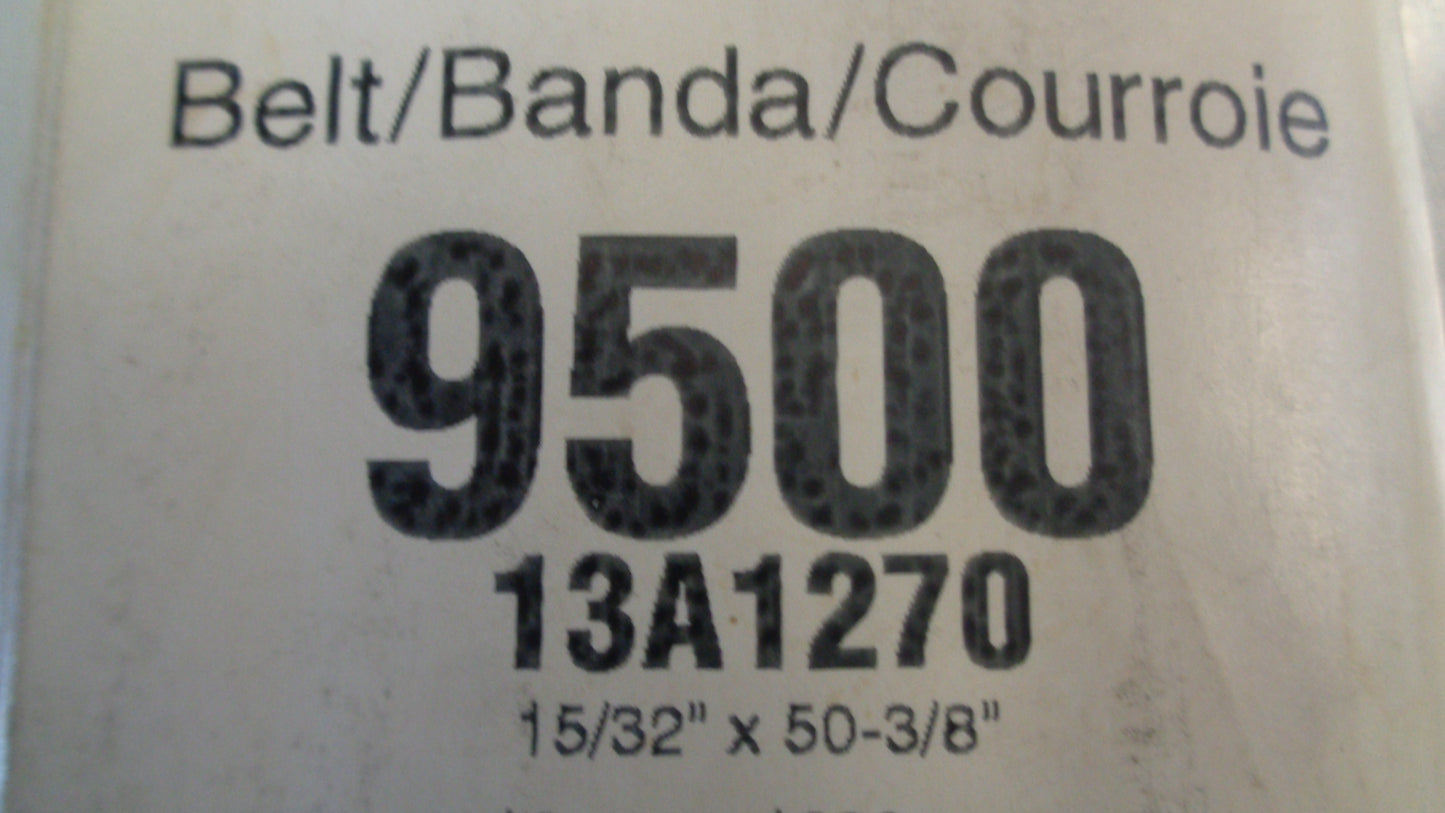 Belt/Banda/Courroie
9500
13A1270
15/32" x 50-3/8"